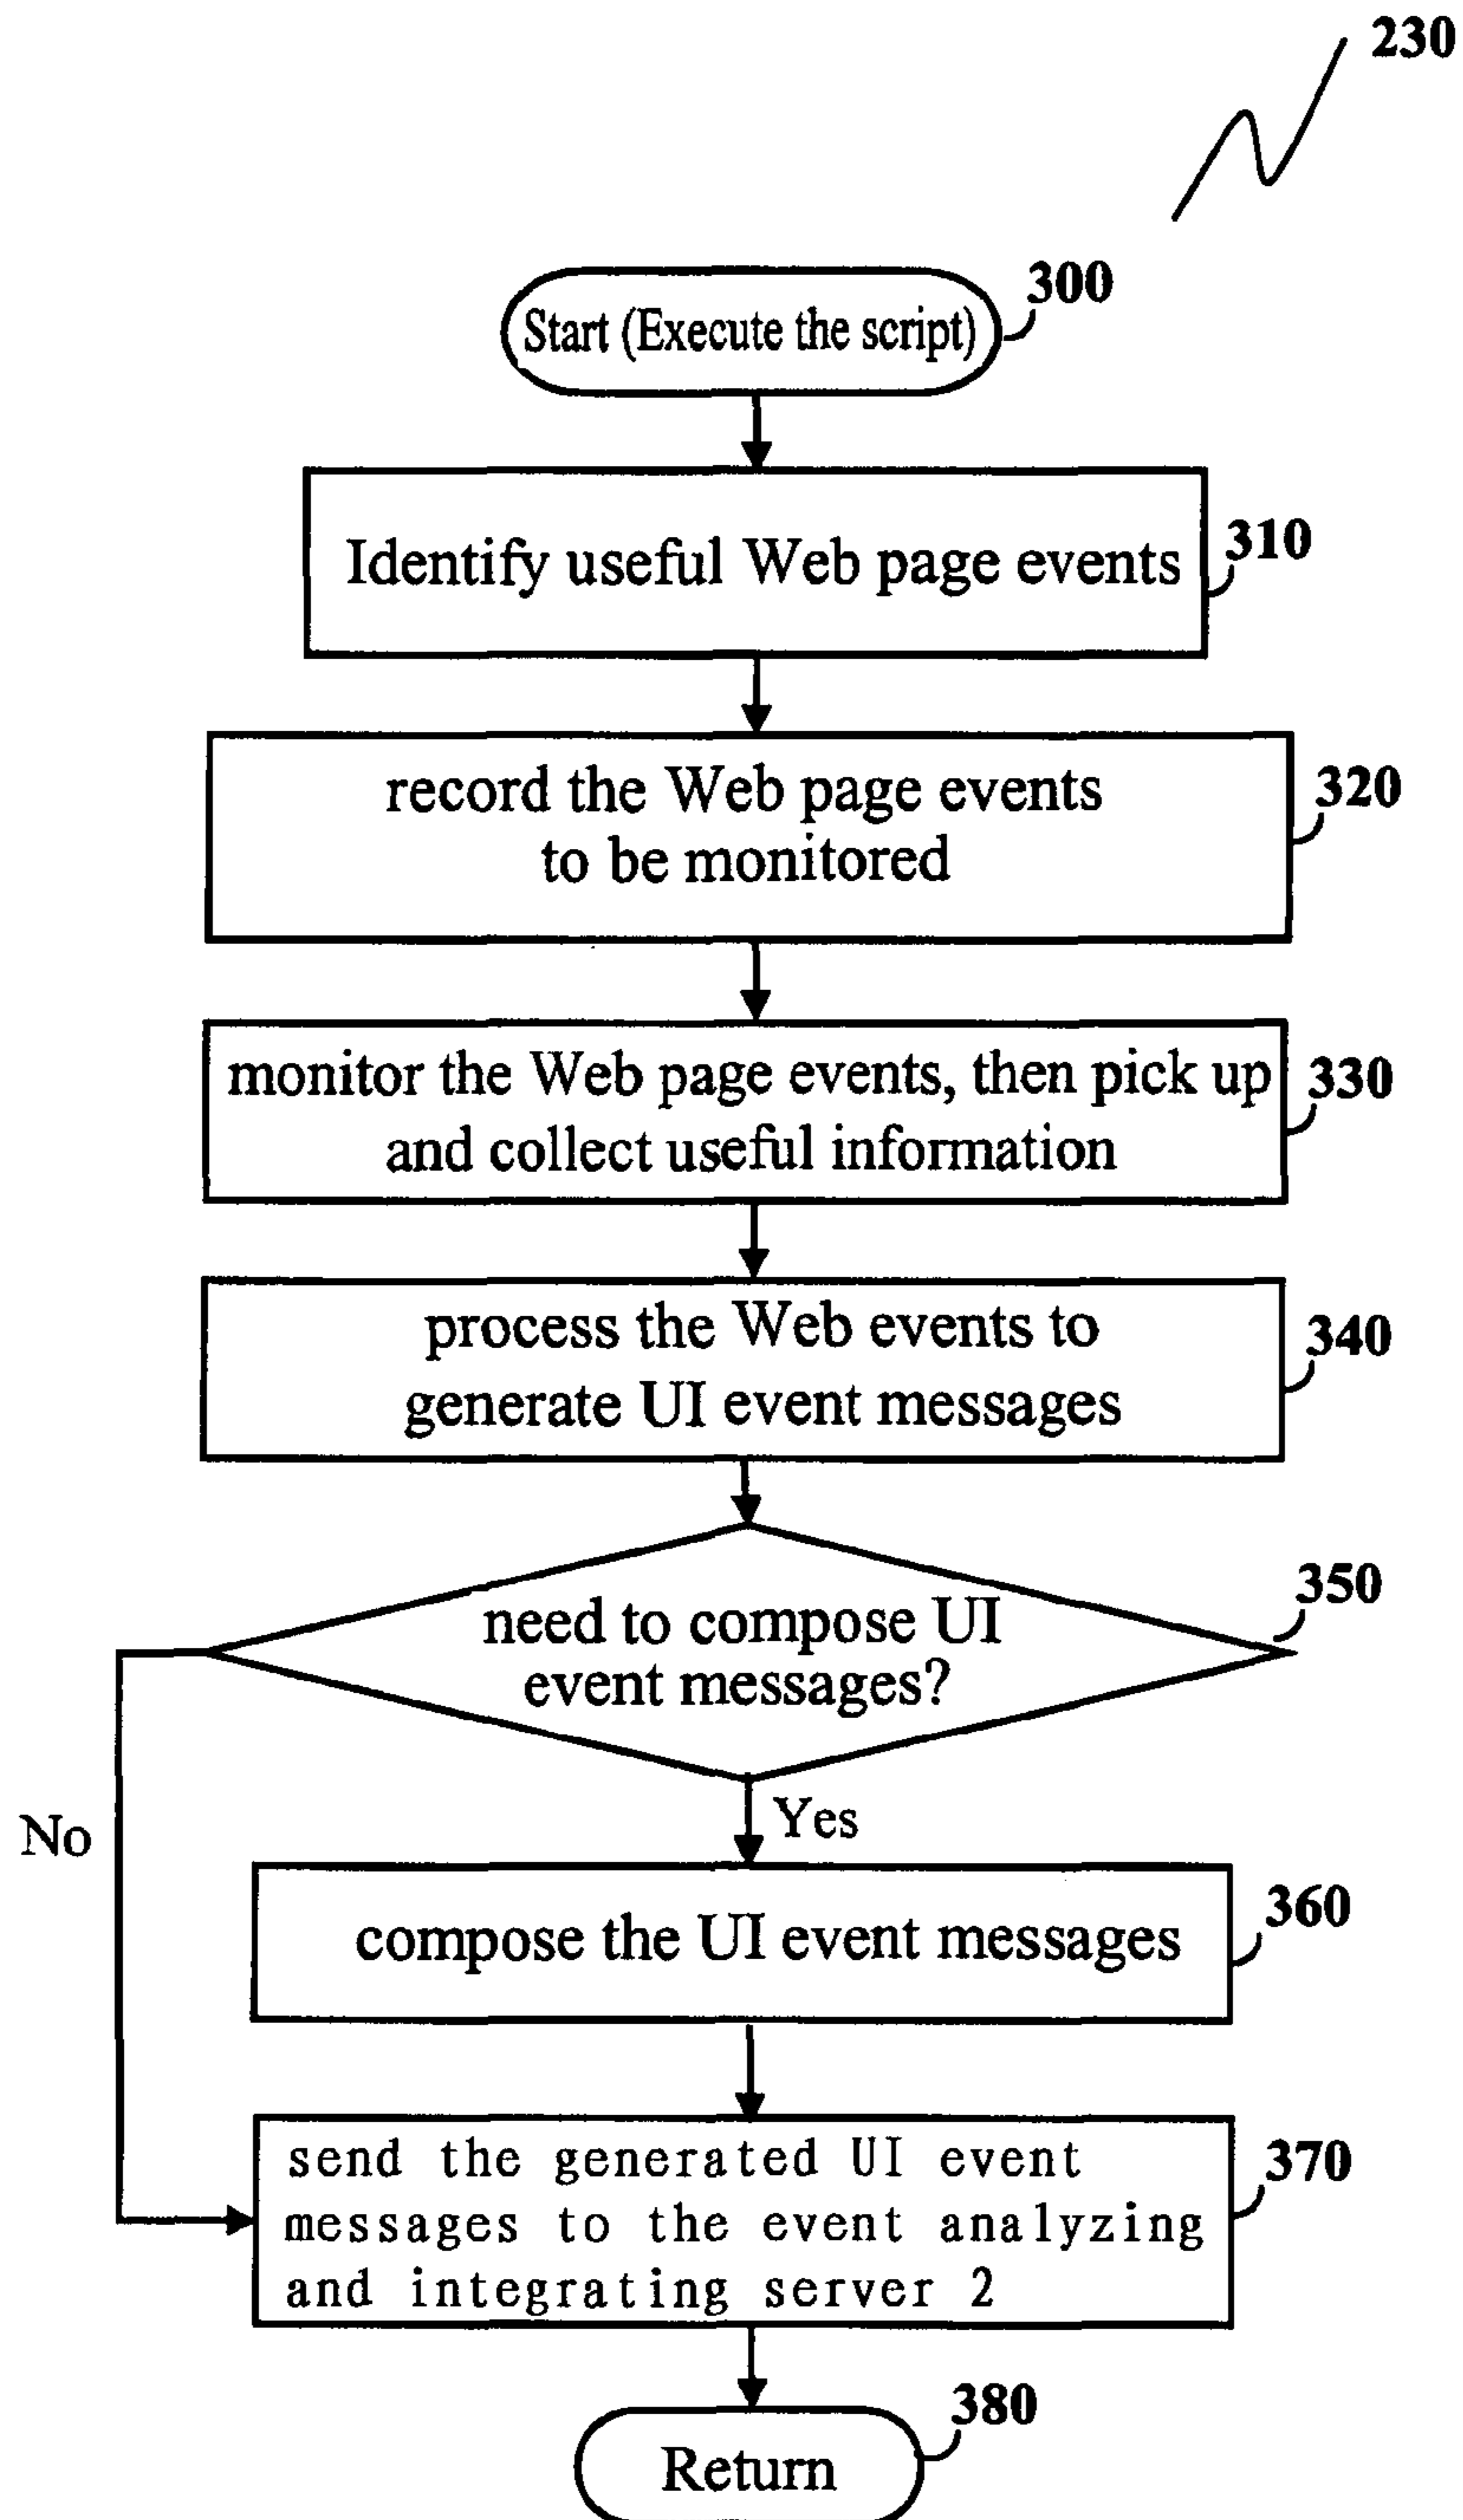 230
Start (Execute the script)
300
Identify useful Web page events
310
record the Web page events
to be monitored
320
monitor the Web page events, then pick up
and collect useful information
330
process the Web events to
generate UI event messages
340
need to compose UI
event messages?
350
No
Yes
compose the UI event messages
360
send the generated UI event
messages to the event analyzing
and integrating server 2
370
Return
380